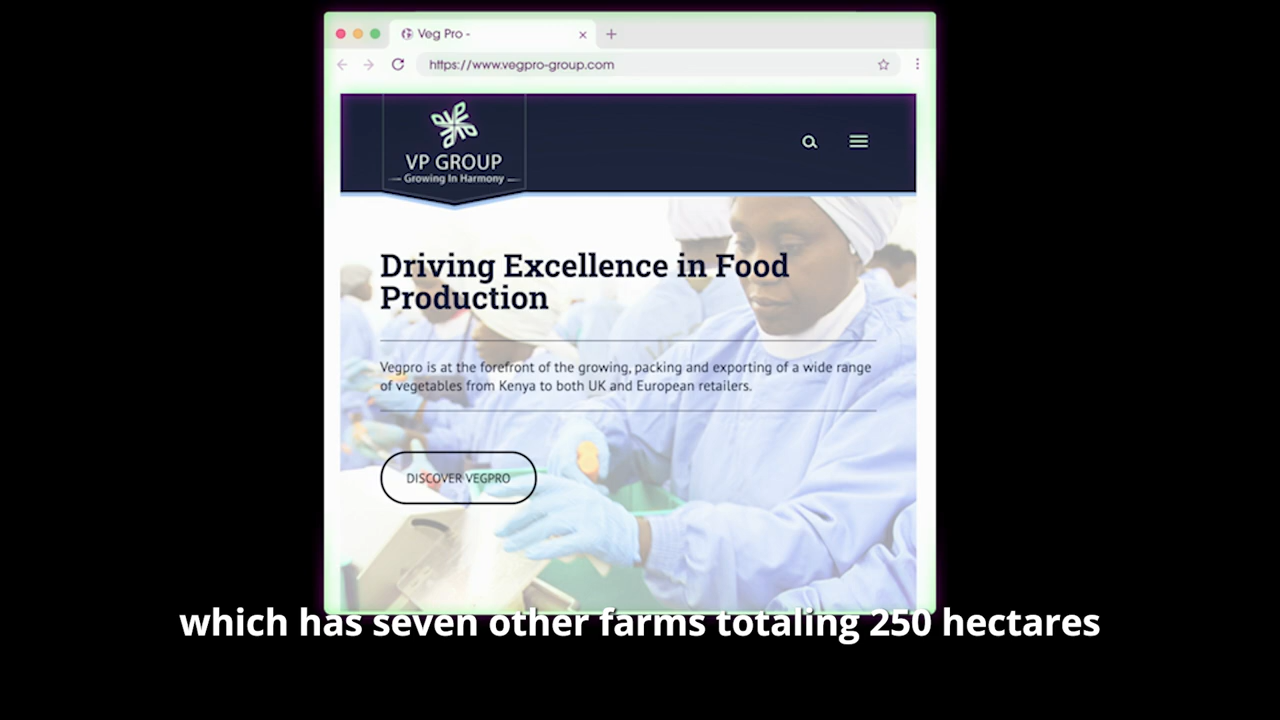 Veg Pro -
https://www.vegpro-group.com
VP GROUP
Growing In Harmony
Driving Excellence in Food
Production
Vegpro is at the forefront of the growing, packing and exporting of a wide range
of vegetables from Kenya to both UK and European retailers.
DISCOVER VEGPRO
which has seven other farms totaling 250 hectares